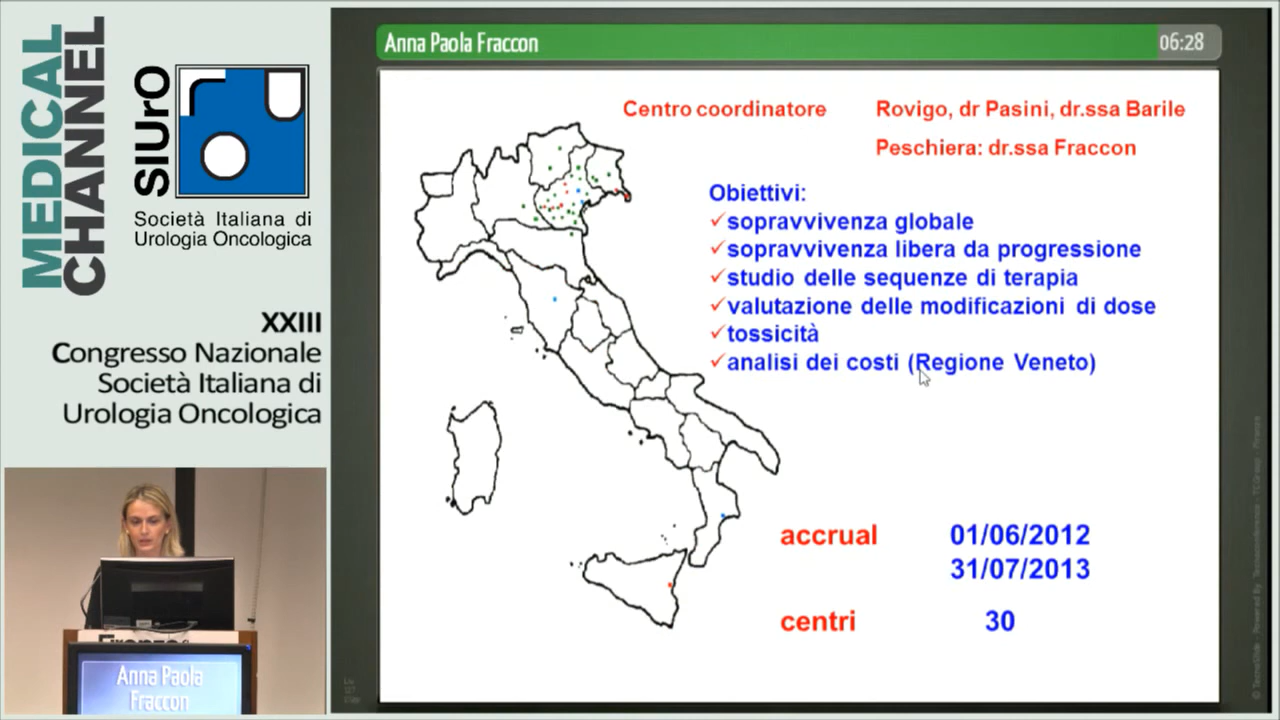 MEDICAL
CHANNEL
SIUrO
Società Italiana di
Urologia Oncologica
XXIII
Congresso Nazionale
Società Italiana di
Urologia Oncologica
Anna Paola
Fraccon
Anna Paola Fraccon
06:28
Centro coordinatore
Rovigo, dr Pasini, dr.ssa Barile
Peschiera: dr.ssa Fraccon
Obiettivi:
sopravvivenza globale
sopravvivenza libera da progressione
studio delle sequenze di terapia
valutazione delle modificazioni di dose
tossicità
analisi dei costi (Regione Veneto)
accrual
01/06/2012
31/07/2013
centri
30